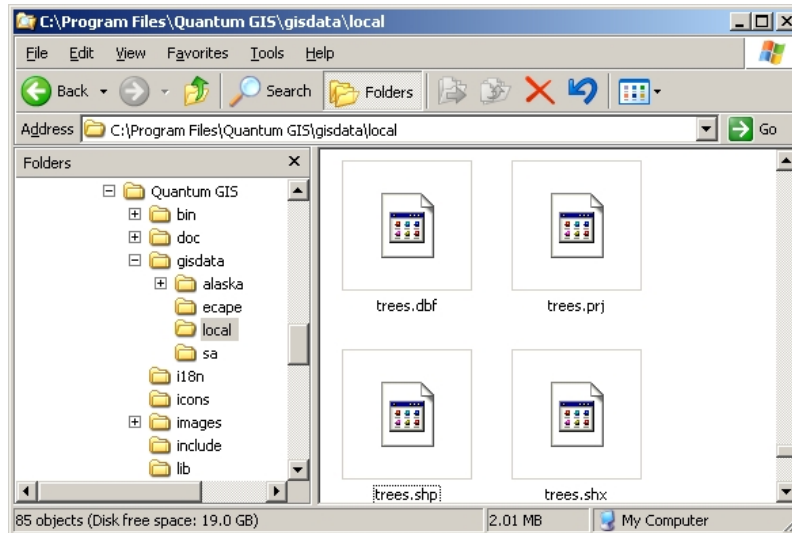 C:\Program Files\Quantum GIS\gisdata\local
File Edit View Favorites Tools Help
Back Search Folders
Address C:\Program Files\Quantum GIS\gisdata\local Go
Folders
Quantum GIS
bin
doc
gisdata
alaska
ecape
local
sa
i18n
icons
images
include
lib
trees.dbf trees.prj
trees.shp trees.shx
85 objects (Disk free space: 19.0 GB) 2.01 MB My Computer